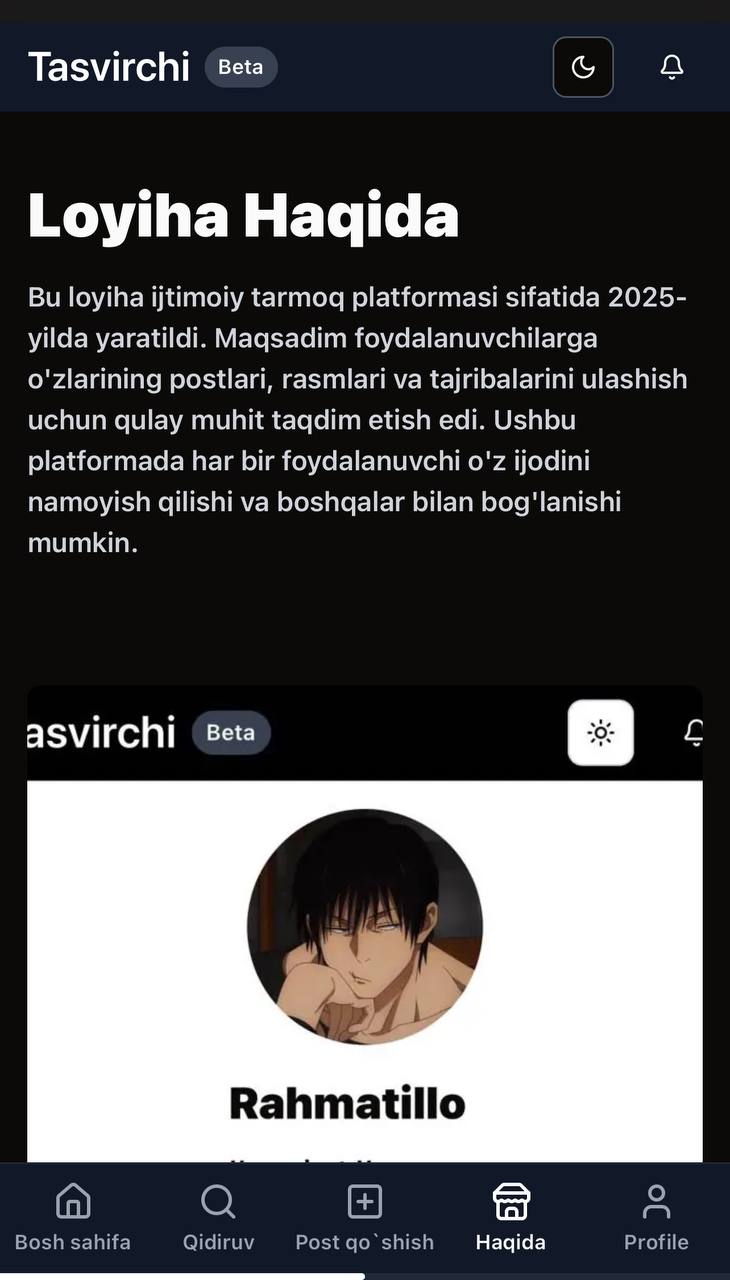 Tasvirchi Beta
Loyiha Haqida
Bu loyiha ijtimoiy tarmoq platformasi sifatida 2025-
yilda yaratildi. Maqsadim foydalanuvchilarga
o'zlarining postlari, rasmlari va tajribalarini ulashish
uchun qulay muhit taqdim etish edi. Ushbu
platformada har bir foydalanuvchi o'z ijodini
namoyish qilishi va boshqalar bilan bog'lanishi
mumkin.
asvirchi Beta
Rahmatillo
Bosh sahifa Qidiruv Post qo`shish Haqida Profile